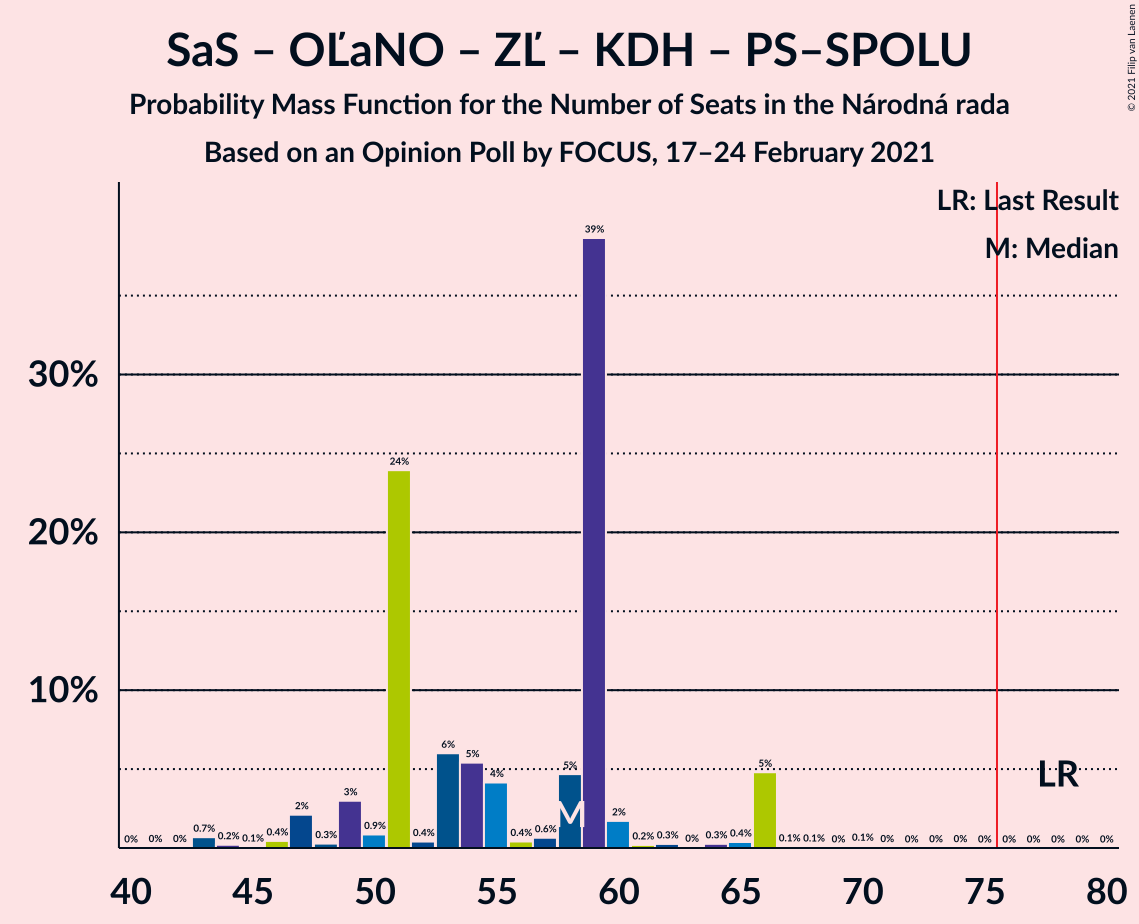 SaS – OĽaNO – ZĽ – KDH – PS–SPOLU
Probability Mass Function for the Number of Seats in the Národná rada
Based on an Opinion Poll by FOCUS, 17–24 February 2021
© 2021 Filip van Laenen
LR: Last Result
M: Median
30%
20%
10%
0% 0% 0% 0.7% 0.2% 0.1% 0.4% 2% 0.3% 3% 0.9% 24% 0.4% 6% 5% 4% 0.4% 0.6% 5% 39% 2% 0.2% 0.3% 0% 0.3% 0.4% 5% 0.1% 0.1% 0% 0.1% 0% 0% 0% 0% 0% 0% 0% 0% 0% 0%
M
LR
40 45 50 55 60 65 70 75 80